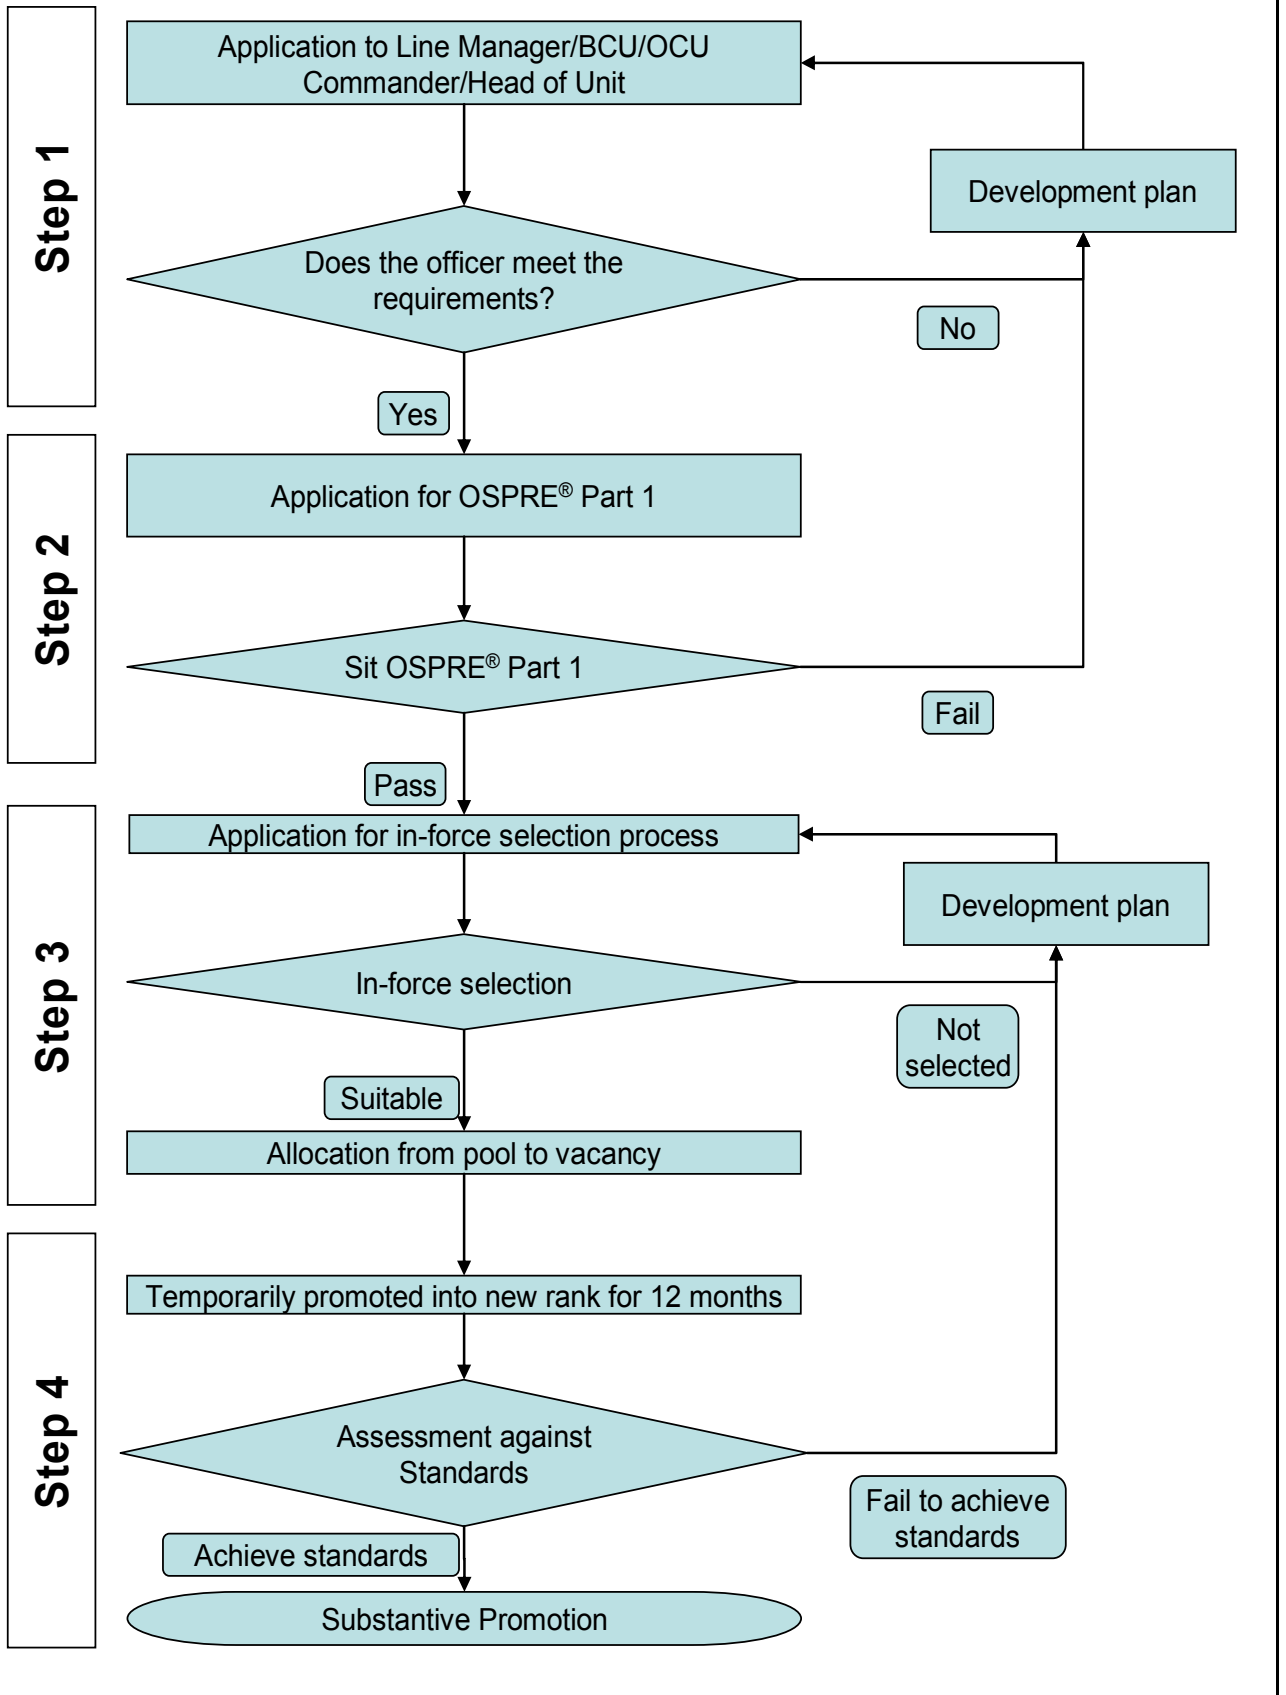 Step 1
Application to Line Manager/BCU/OCU
Commander/Head of Unit
Development plan
Does the officer meet the
requirements?
No
Yes
Step 2
Application for OSPRE® Part 1
Sit OSPRE® Part 1
Fail
Pass
Step 3
Application for in-force selection process
Development plan
In-force selection
Not
selected
Suitable
Allocation from pool to vacancy
Step 4
Temporarily promoted into new rank for 12 months
Assessment against
Standards
Fail to achieve
standards
Achieve standards
Substantive Promotion